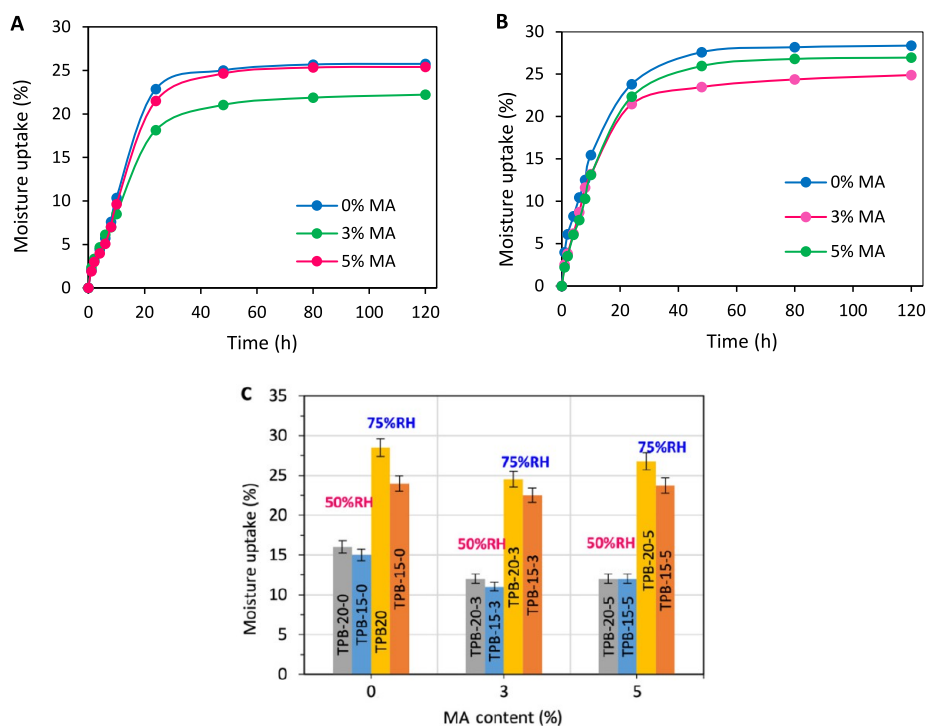 A
Moisture uptake (%)
30
25
20
15
10
5
0
0% MA
3% MA
5% MA
0 20 40 60 80 100 120
Time (h)
B
Moisture uptake (%)
30
25
20
15
10
5
0
0% MA
3% MA
5% MA
0 20 40 60 80 100 120
Time (h)
C
Moisture uptake (%)
35
30
25
20
15
10
5
0
50%RH
75%RH
TPB-20-0
TPB-15-0
TPB20
TPB-15-0
50%RH
75%RH
TPB-20-3
TPB-15-3
TPB-20-3
TPB-15-3
50%RH
75%RH
TPB-20-5
TPB-15-5
TPB-20-5
TPB-15-5
0 3 5
MA content (%)